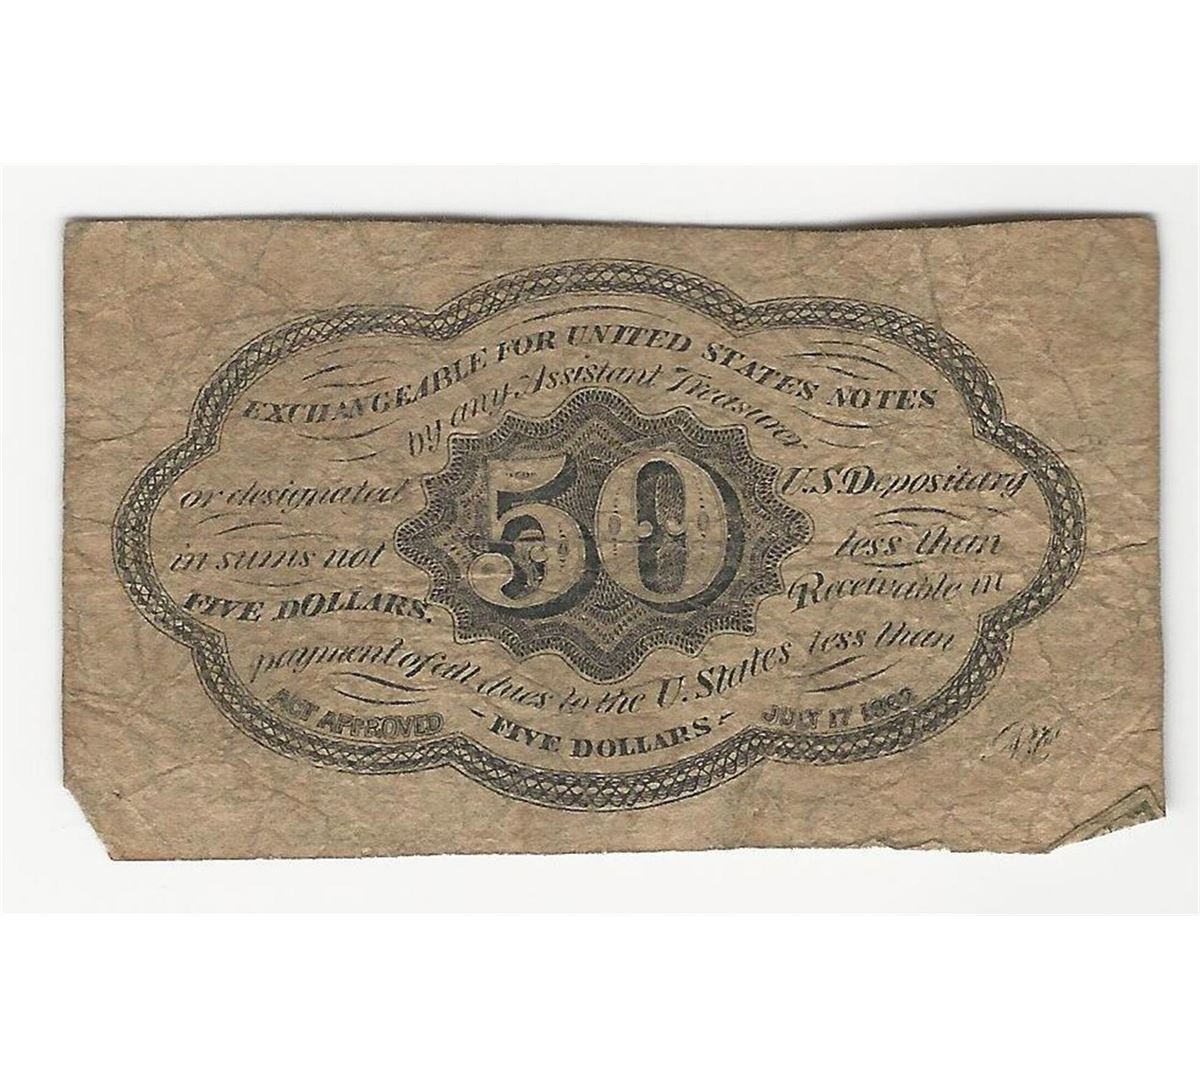 EXCHANGEABLE FOR UNITED STATES NOTES
by any Assistant Treasurer
or designated U.S. Depositary
50
in sums not less than
FIVE DOLLARS. Receivable in
payment of all dues to the U. States less than
- FIVE DOLLARS -
ACT APPROVED JULY 17 1862